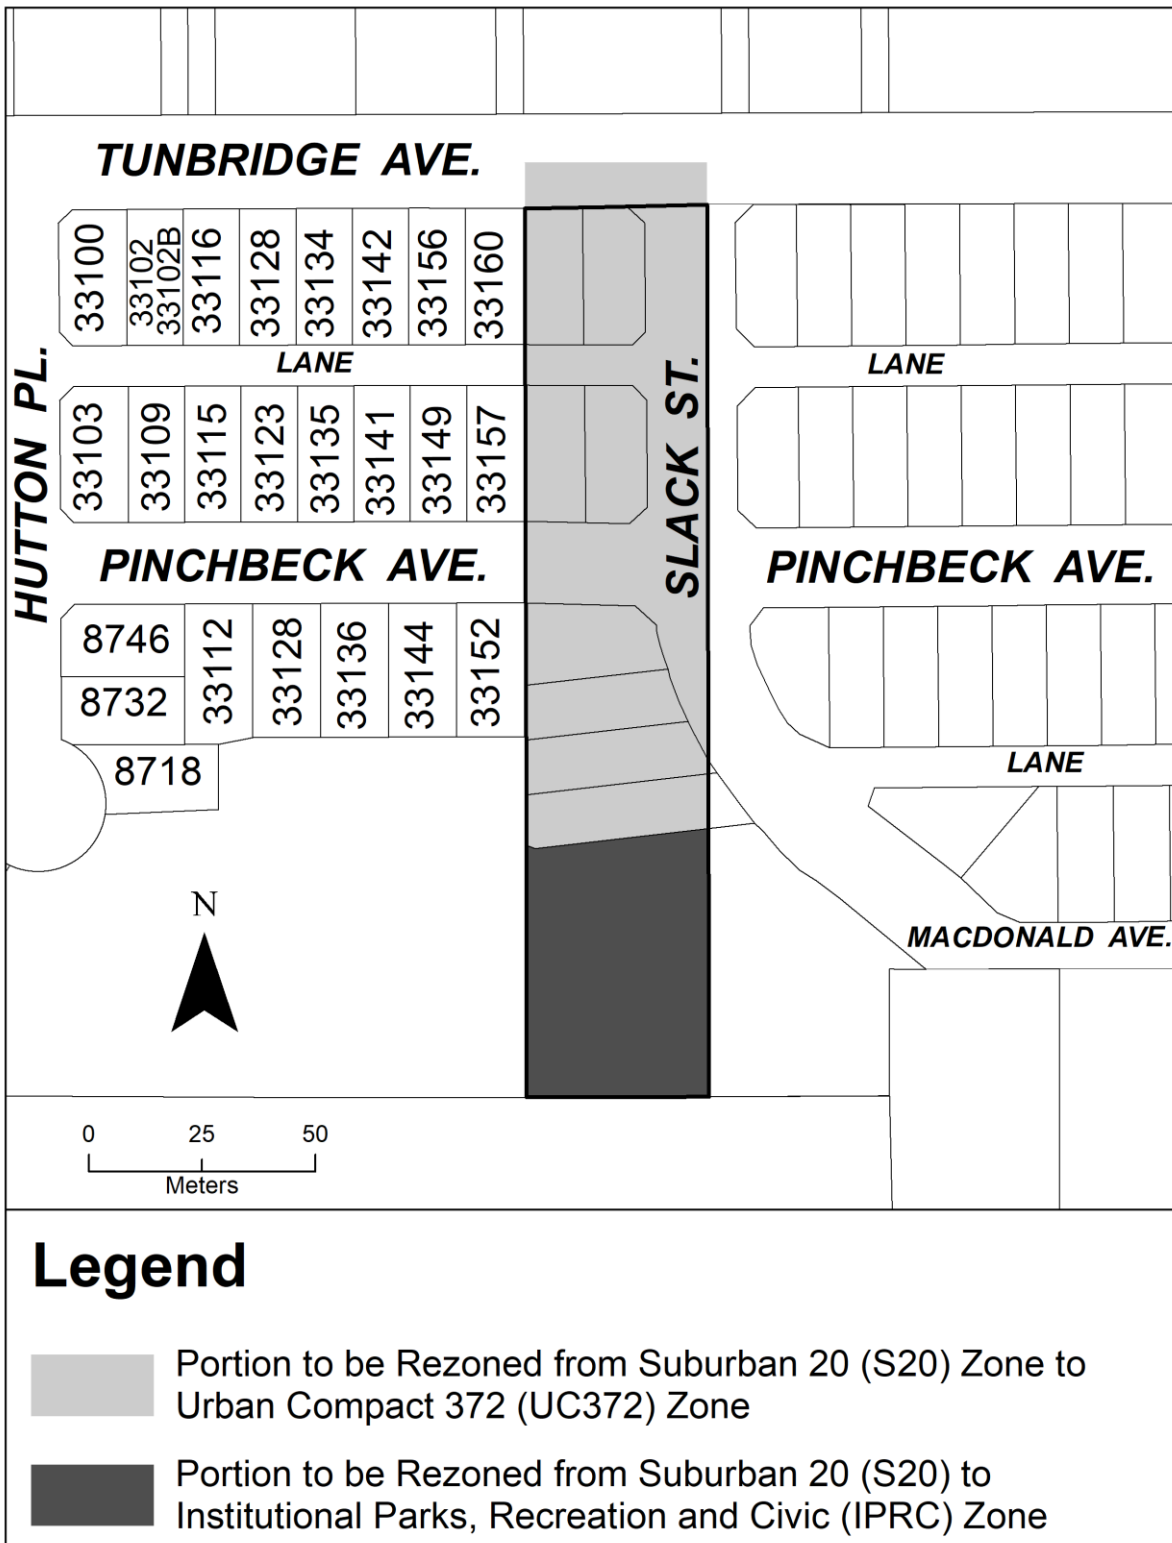 TUNBRIDGE AVE.
33100
33102
33102B
33116
33128
33134
33142
33156
33160
LANE
LANE
HUTTON PL.
SLACK ST.
33103
33109
33115
33123
33135
33141
33149
33157
PINCHBECK AVE.
PINCHBECK AVE.
8746
8732
8718
33112
33128
33136
33144
33152
LANE
N
MACDONALD AVE.
0 25 50
Meters
Legend
Portion to be Rezoned from Suburban 20 (S20) Zone to
Urban Compact 372 (UC372) Zone
Portion to be Rezoned from Suburban 20 (S20) to
Institutional Parks, Recreation and Civic (IPRC) Zone